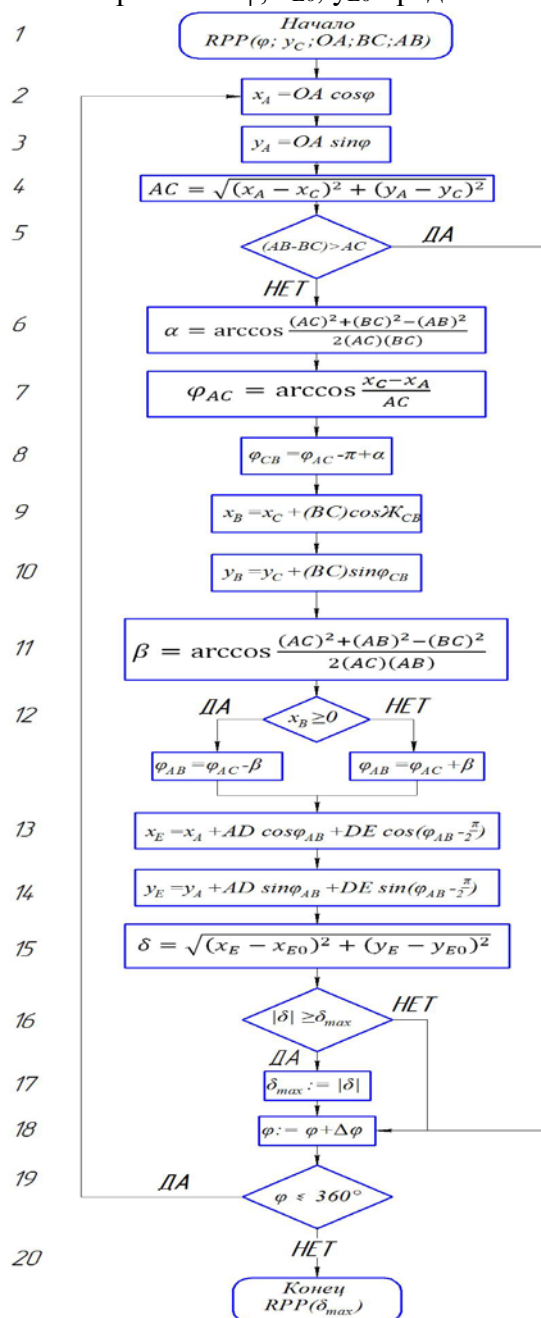 1
Начало
RPP(φ; y_C ;OA;BC;AB)
2
x_A =OA cosφ
3
y_A =OA sinφ
4
AC = √((x_A − x_C)² + (y_A − y_C)²)
5
(AB-BC)>AC
ДА
НЕТ
6
α = arccos ((AC)²+(BC)²−(AB)²)/(2(AC)(BC))
7
φ_AC = arccos (x_C−x_A)/AC
8
φ_CB =φ_AC -π+α
9
x_B =x_C +(BC)cosЖ_CB
10
y_B =y_C +(BC)sinφ_CB
11
β = arccos ((AC)²+(AB)²−(BC)²)/(2(AC)(AB))
12
ДА
x_B ≥0
НЕТ
φ_AB =φ_AC -β
φ_AB =φ_AC +β
13
x_E =x_A +AD cosφ_AB +DE cos(φ_AB -π/2)
14
y_E =y_A +AD sinφ_AB +DE sin(φ_AB -π/2)
15
δ = √((x_E − x_E0)² + (y_E − y_E0)²)
16
|δ| ≥δ_max
НЕТ
ДА
17
δ_max := |δ|
18
φ:= φ+Δφ
19
ДА
φ ≤ 360°
НЕТ
20
Конец
RPP(δ_max)